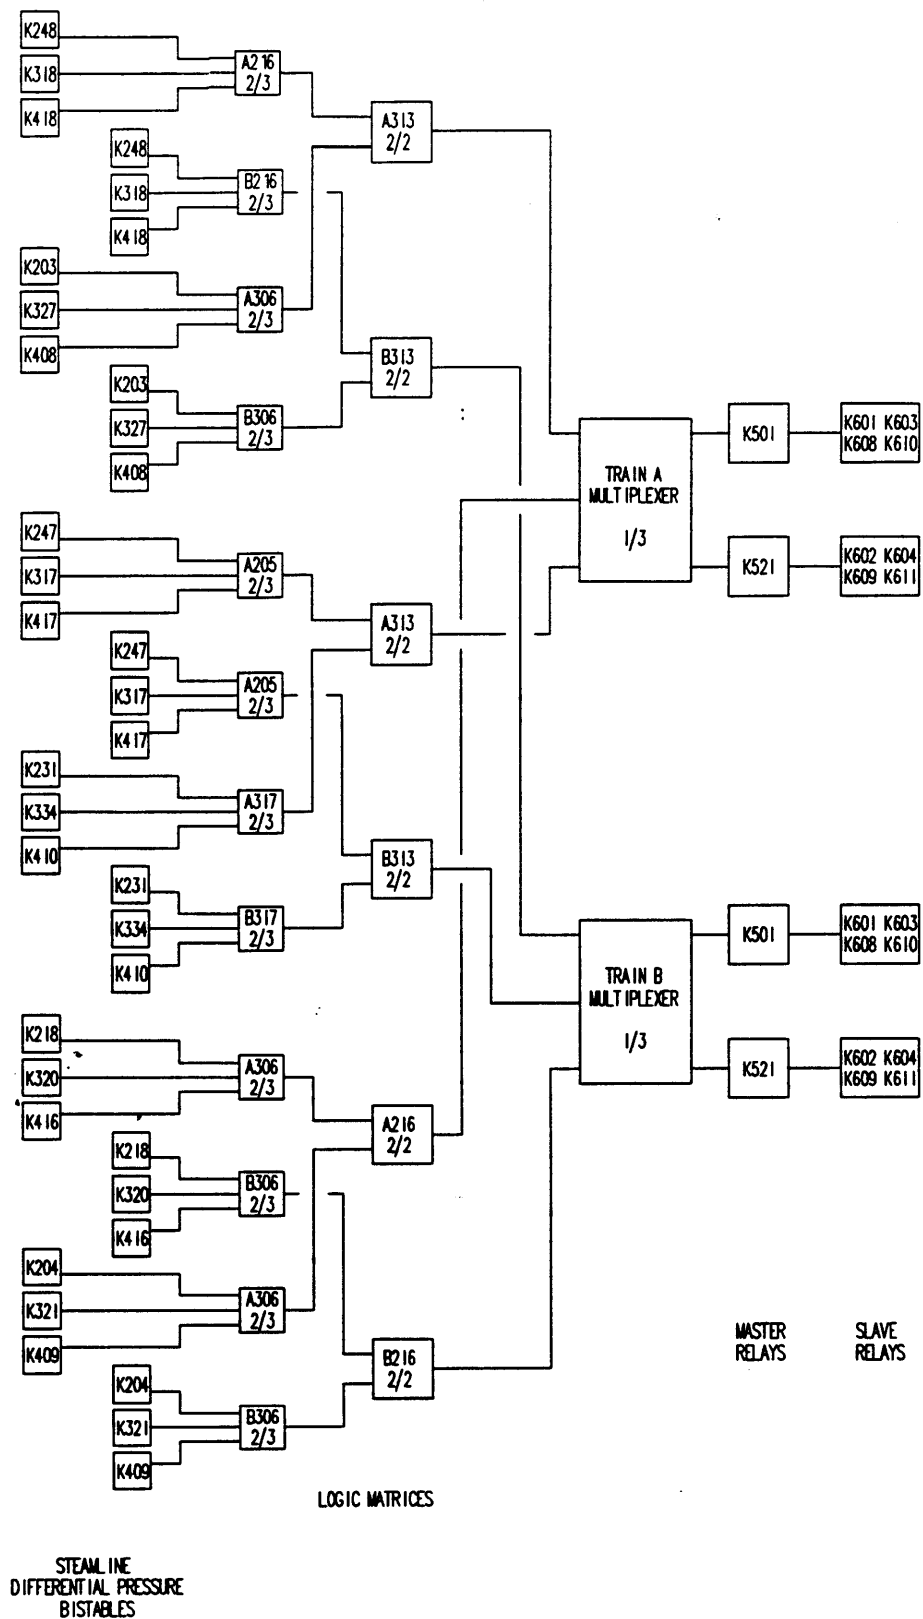 K248
K318
K418
A216
2/3
K248
K318
K418
B216
2/3
A313
2/2
K203
K327
K408
A306
2/3
K203
K327
K408
B306
2/3
B313
2/2
K247
K317
K417
A205
2/3
K247
K317
K417
A205
2/3
A313
2/2
K231
K334
K410
A317
2/3
K231
K334
K410
B317
2/3
B313
2/2
K218
K320
K416
A306
2/3
K218
K320
K416
B306
2/3
A216
2/2
K204
K321
K409
A306
2/3
K204
K321
K409
B306
2/3
B216
2/2
TRAIN A
MULTIPLEXER
1/3
K501
K601 K603
K608 K610
K521
K602 K604
K609 K611
TRAIN B
MULTIPLEXER
1/3
K501
K601 K603
K608 K610
K521
K602 K604
K609 K611
MASTER
RELAYS
SLAVE
RELAYS
LOGIC MATRICES
STEAMLINE
DIFFERENTIAL PRESSURE
BISTABLES